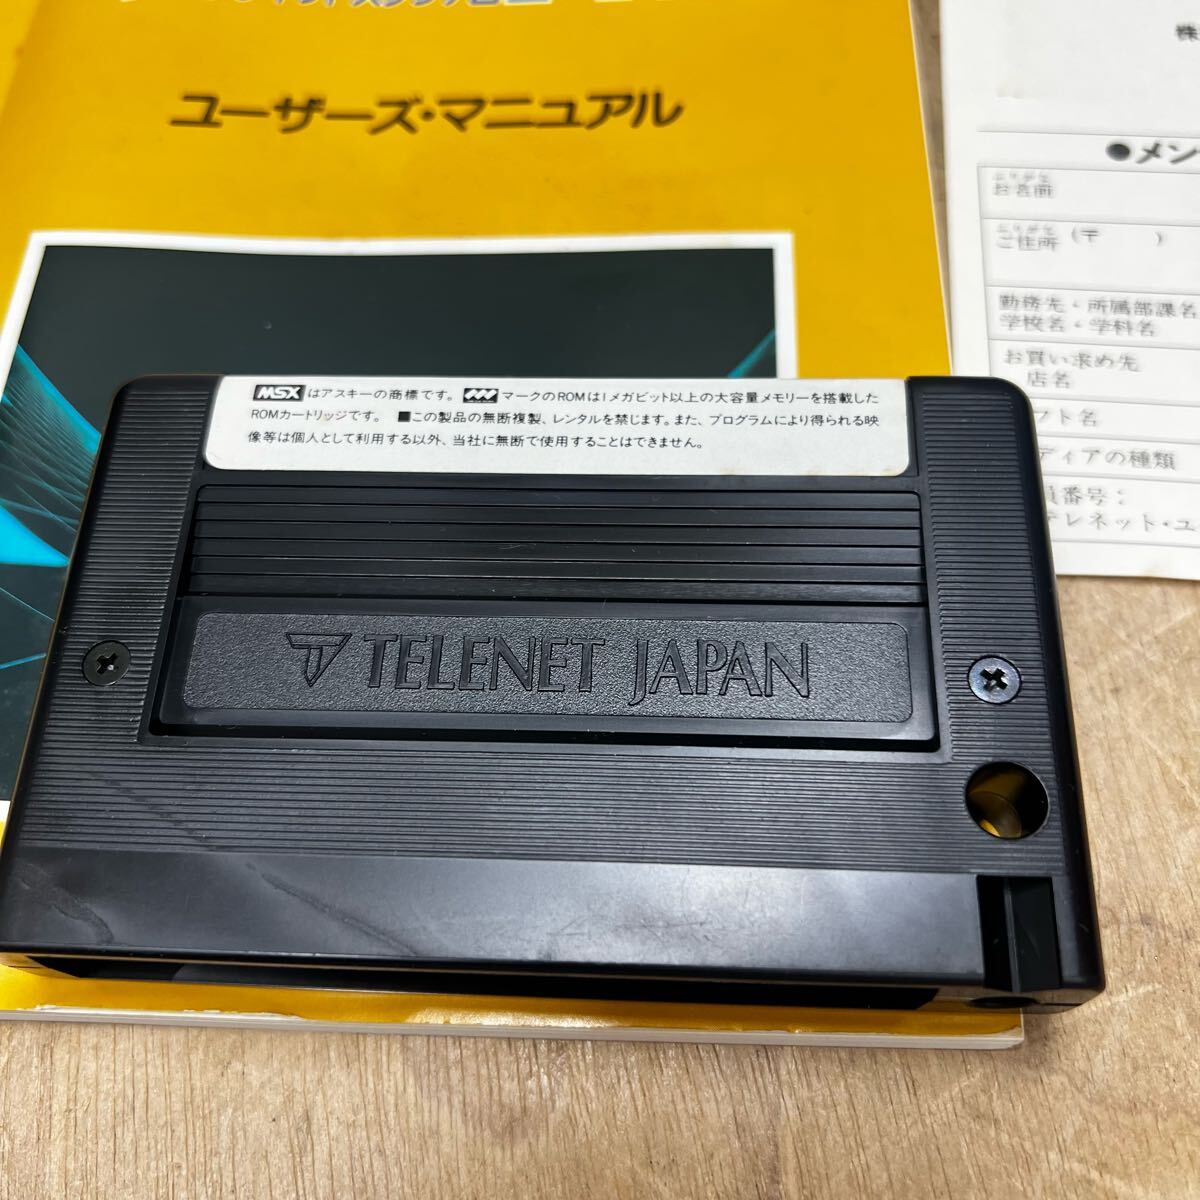 ユーザーズ・マニュアル
株
●メン
ふりがな
お名前
ふりがな
ご住所 (〒　　)
勤務先・所属部課名
学校名・学科名
お買い求め先
店名
フト名
ディアの種類
員番号：
テレネット・ユ
MSX はアスキーの商標です。 マークのROMは1メガビット以上の大容量メモリーを搭載した
ROMカートリッジです。 ■この製品の無断複製、レンタルを禁じます。また、プログラムにより得られる映
像等は個人として利用する以外、当社に無断で使用することはできません。
TELENET JAPAN